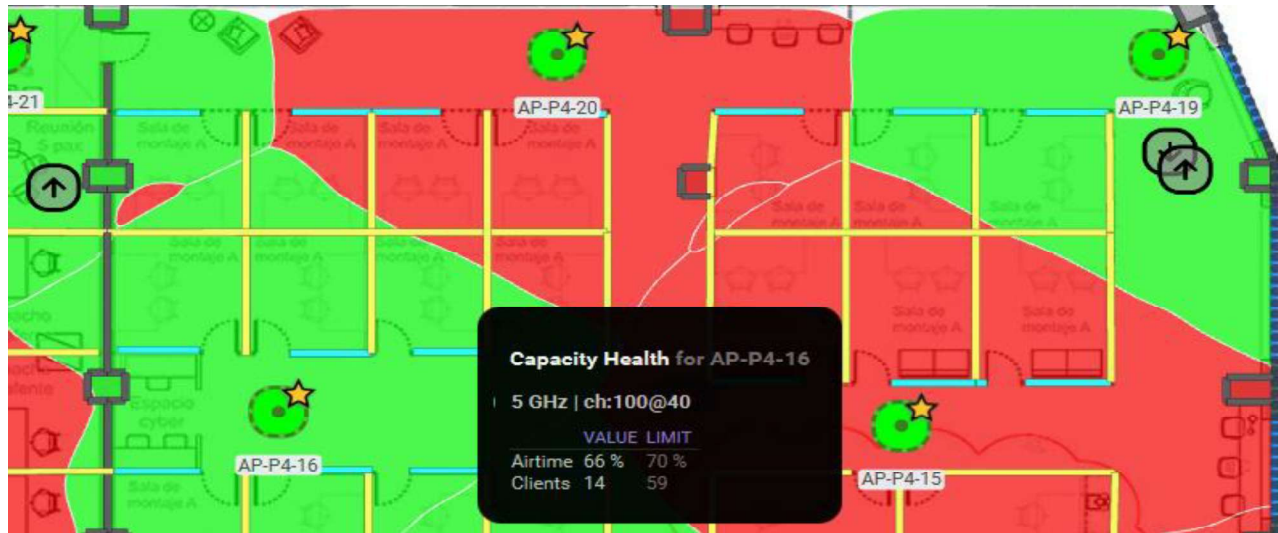 AP-P4-20
AP-P4-19
4-21
Reunión
5 pax
Sala de
montaje A
Sala de
montaje A
Sala de
montaje A
Sala de
montaje A
Sala de
montaje A
Sala de
montaje A
Sala de
montaje A
Sala de
montaje A
Sala de
montaje A
Sala de
montaje A
Sala de
montaje A
Sala de
montaje A
Sala de
montaje A
Capacity Health for AP-P4-16
5 GHz | ch:100@40
VALUE LIMIT
Airtime 66 % 70 %
Clients 14 59
Espacio
cyber
AP-P4-16
AP-P4-15
Sala de
montaje A